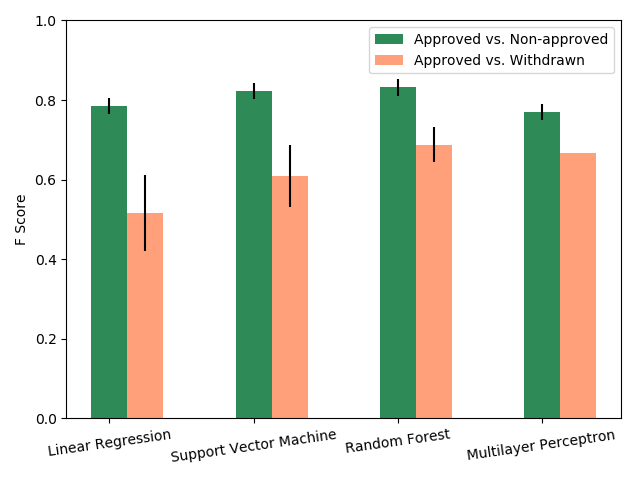 1.0
0.8
0.6
0.4
0.2
0.0
F Score
Approved vs. Non-approved
Approved vs. Withdrawn
Linear Regression
Support Vector Machine
Random Forest
Multilayer Perceptron